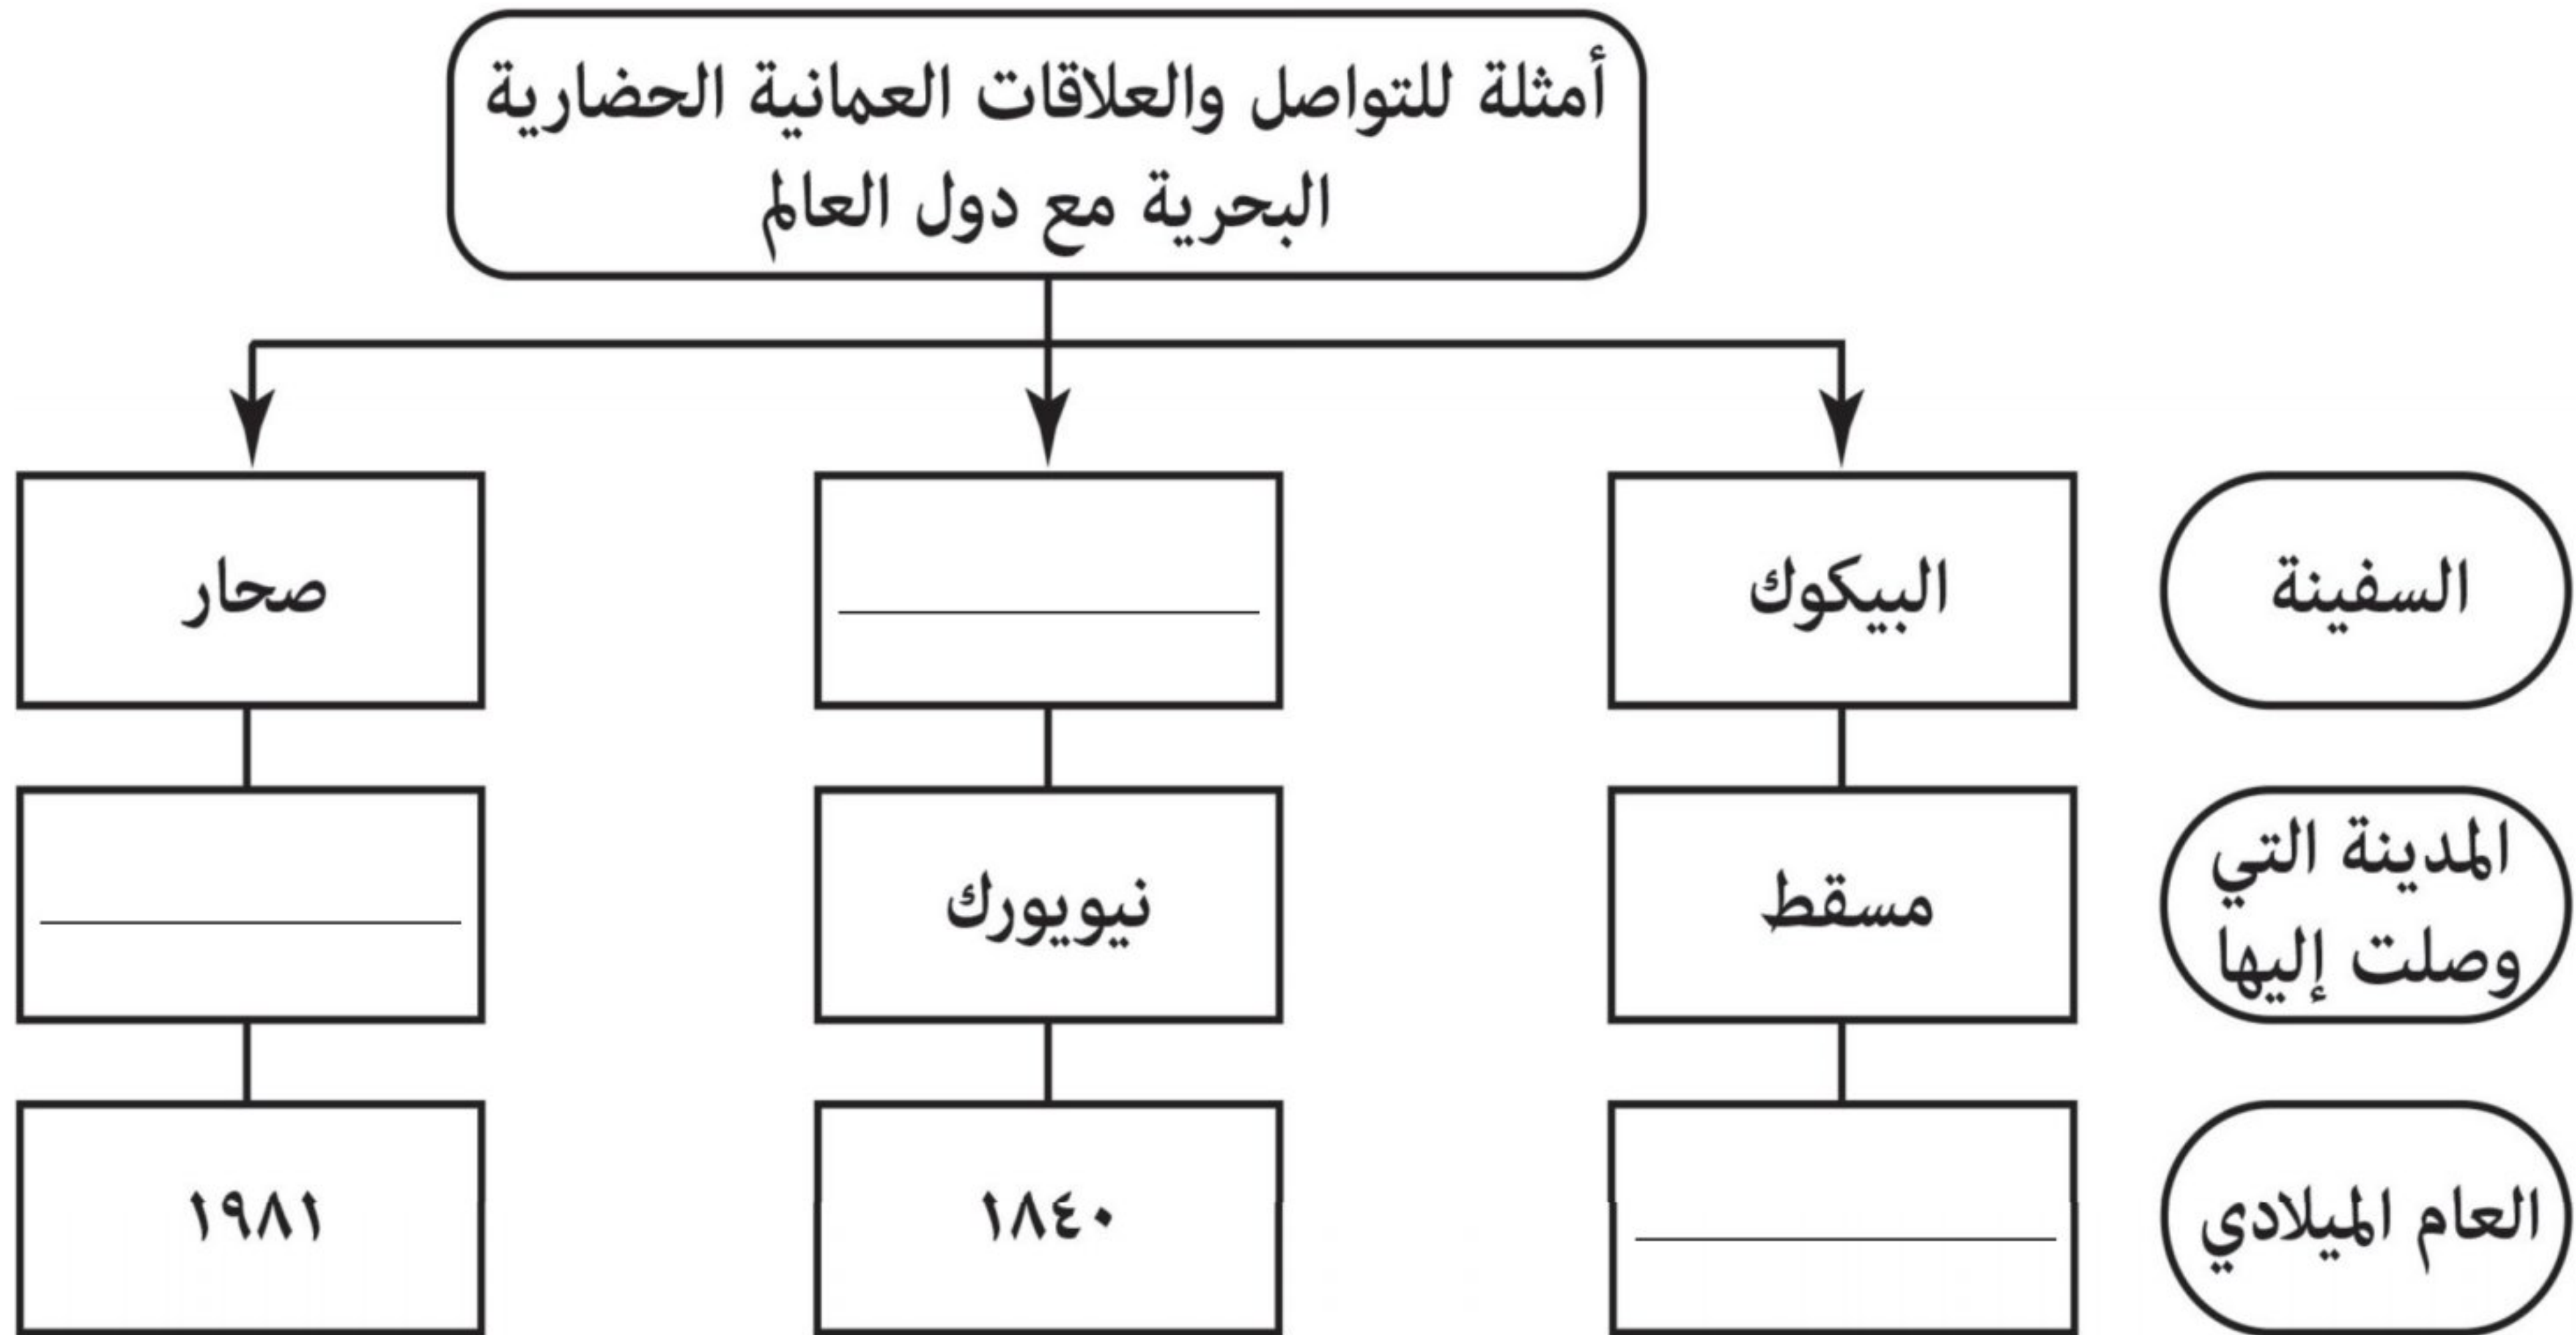 أمثلة للتواصل والعلاقات العمانية الحضارية
البحرية مع دول العالم
السفينة
البيكوك
صحار
المدينة التي
وصلت إليها
مسقط
نيويورك
العام الميلادي
١٨٤٠
١٩٨١